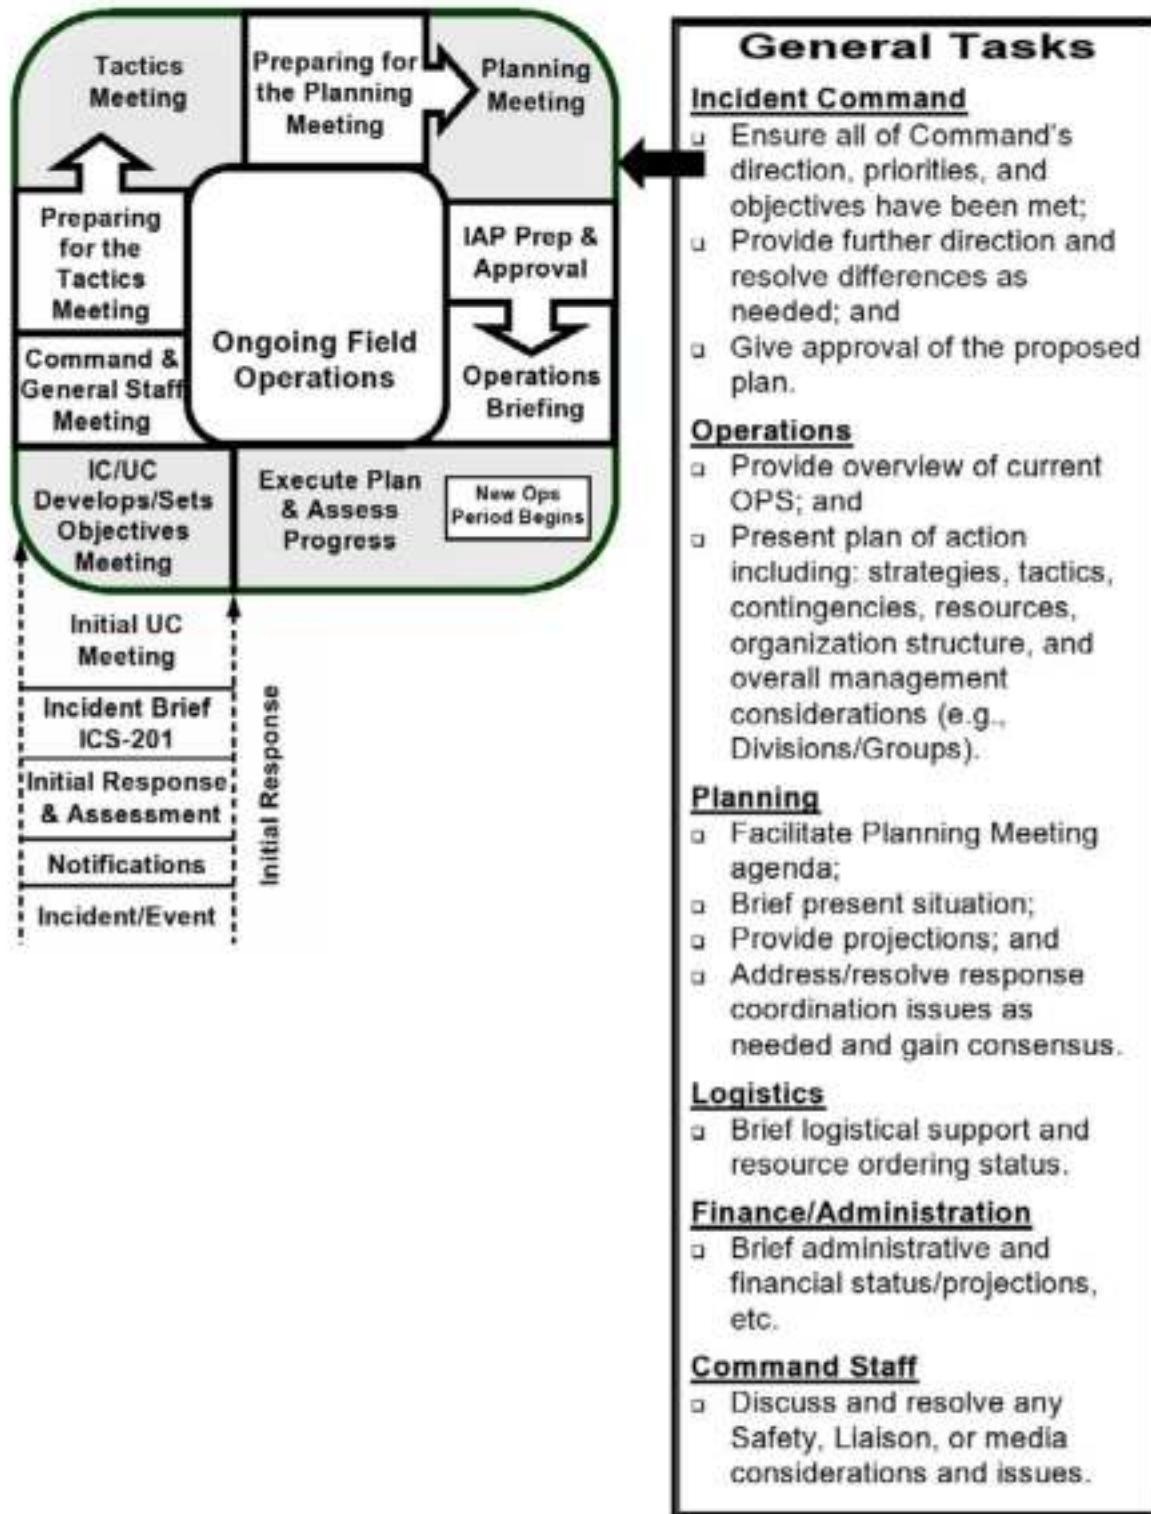 Tactics
Meeting
Preparing for
the Planning
Meeting
Planning
Meeting
Preparing
for the
Tactics
Meeting
IAP Prep &
Approval
Ongoing Field
Operations
Command &
General Staff
Meeting
Operations
Briefing
IC/UC
Develops/Sets
Objectives
Meeting
Execute Plan
& Assess
Progress
New Ops
Period Begins
Initial UC
Meeting
Incident Brief
ICS-201
Initial Response
& Assessment
Notifications
Incident/Event
Initial Response
General Tasks
Incident Command
❑ Ensure all of Command's
direction, priorities, and
objectives have been met;
❑ Provide further direction and
resolve differences as
needed; and
❑ Give approval of the proposed
plan.
Operations
❑ Provide overview of current
OPS; and
❑ Present plan of action
including: strategies, tactics,
contingencies, resources,
organization structure, and
overall management
considerations (e.g.,
Divisions/Groups).
Planning
❑ Facilitate Planning Meeting
agenda;
❑ Brief present situation;
❑ Provide projections; and
❑ Address/resolve response
coordination issues as
needed and gain consensus.
Logistics
❑ Brief logistical support and
resource ordering status.
Finance/Administration
❑ Brief administrative and
financial status/projections,
etc.
Command Staff
❑ Discuss and resolve any
Safety, Liaison, or media
considerations and issues.